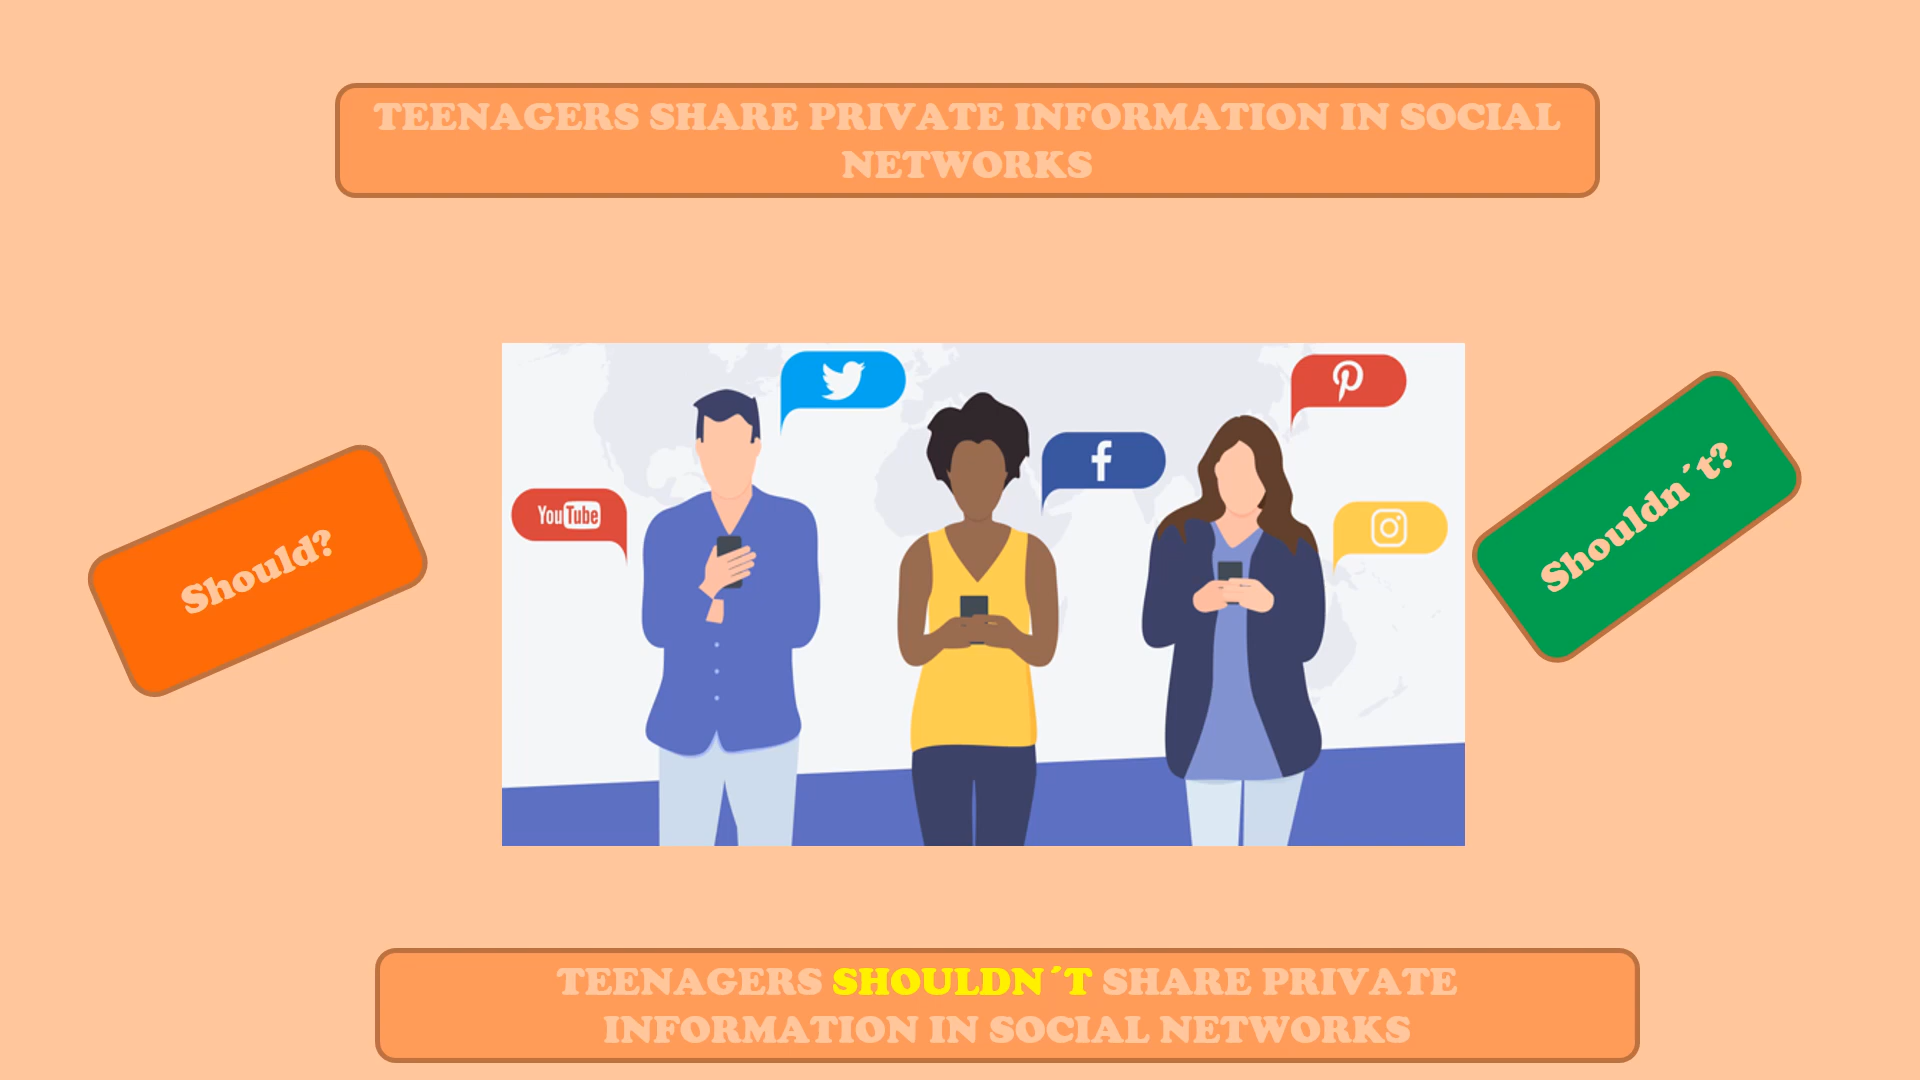 TEENAGERS SHARE PRIVATE INFORMATION IN SOCIAL
NETWORKS
Should?
YouTube
Shouldn´t?
TEENAGERS SHOULDN´T SHARE PRIVATE
INFORMATION IN SOCIAL NETWORKS